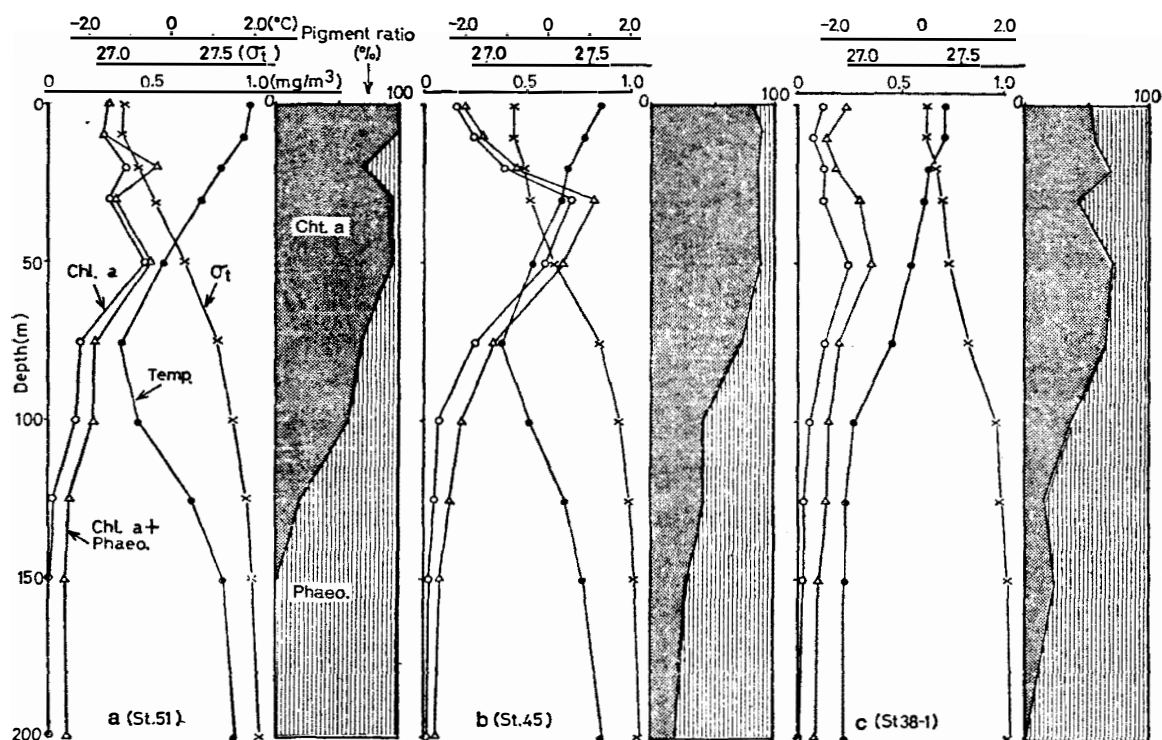 -2.0 0 2.0(°C)
27.0 27.5 (σt)
0 0.5 1.0(mg/m³)
Pigment ratio
(%)
100
-2.0 0 2.0
27.0 27.5
0 0.5 1.0
0 100
-2.0 0 2.0
27.0 27.5
0 0.5 1.0
0 100
0
50
100
150
200
Depth(m)
Chl. a
σt
Temp.
Chl. a+
Phaeo.
Chl. a
Phaeo.
a (St.51)
b (St.45)
c (St38-1)